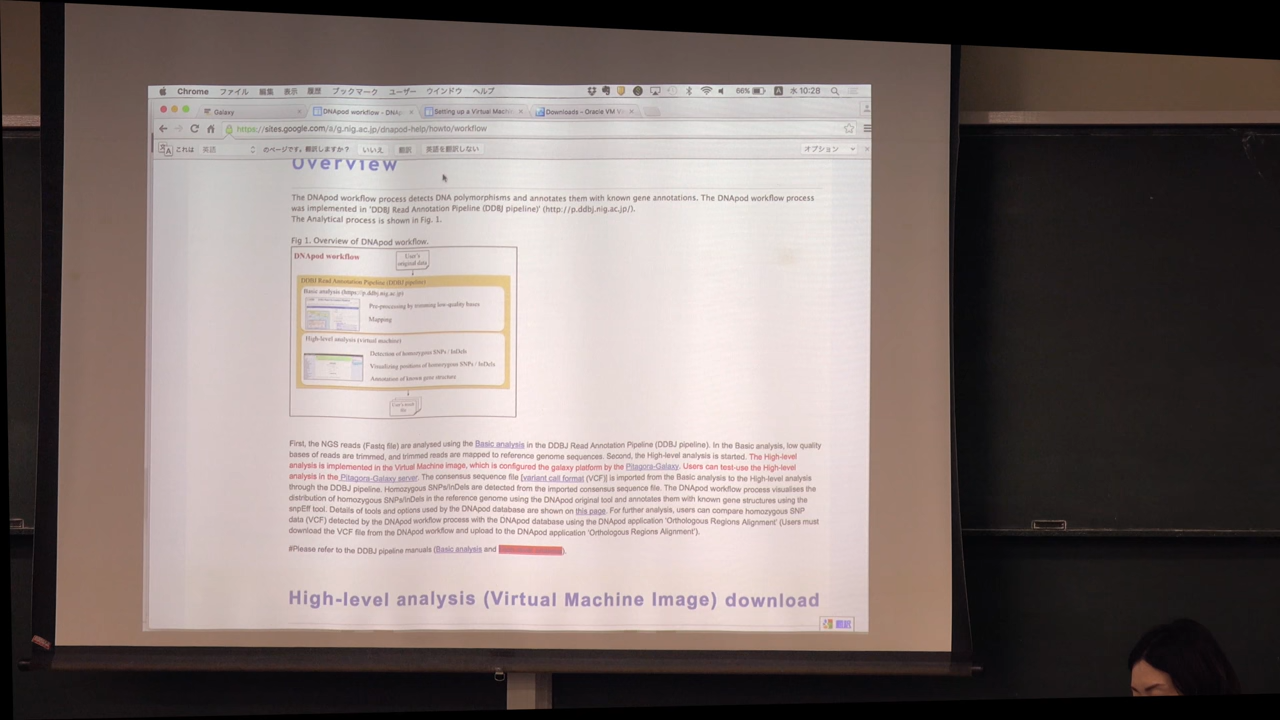 Chrome ファイル 編集 表示 履歴 ブックマーク ユーザー ウインドウ ヘルプ 66% 水 10:28
Galaxy DNApod workflow - DNAp Setting up a Virtual Machi Downloads – Oracle VM
https://sites.google.com/a/g.nig.ac.jp/dnapod-help/howto/workflow
これは 英語 のページです。翻訳しますか? いいえ 翻訳 英語を翻訳しない オプション
Overview
The DNApod workflow process detects DNA polymorphisms and annotates them with known gene annotations. The DNApod workflow process
was implemented in 'DDBJ Read Annotation Pipeline (DDBJ pipeline)' (http://p.ddbj.nig.ac.jp/).
The Analytical process is shown in Fig. 1.
Fig 1. Overview of DNApod workflow.
DNApod workflow
User's
original data
DDBJ Read Annotation Pipeline (DDBJ pipeline)
Basic analysis (https://p.ddbj.nig.ac.jp)
Pre-processing by trimming low-quality bases
Mapping
High-level analysis (virtual machine)
Detection of homozygous SNPs / InDels
Visualizing positions of homozygous SNPs / InDels
Annotation of known gene structure
First, the NGS reads (Fastq file) are analysed using the Basic analysis in the DDBJ Read Annotation Pipeline (DDBJ pipeline). In the Basic analysis, low quality
bases of reads are trimmed, and trimmed reads are mapped to reference genome sequences. Second, the High-level analysis is started. The High-level
analysis is implemented in the Virtual Machine image, which is configured the galaxy platform by the Pitagora-Galaxy. Users can test-use the High-level
analysis in the Pitagora-Galaxy server. The consensus sequence file [variant call format (VCF)] is imported from the Basic analysis to the High-level analysis
through the DDBJ pipeline. Homozygous SNPs/InDels are detected from the imported consensus sequence file. The DNApod workflow process visualises the
distribution of homozygous SNPs/InDels in the reference genome using the DNApod original tool and annotates them with known gene structures using the
snpEff tool. Details of tools and options used by the DNApod database are shown on this page. For further analysis, users can compare homozygous SNP
data (VCF) detected by the DNApod workflow process with the DNApod database using the DNApod application 'Orthologous Regions Alignment' (Users must
download the VCF file from the DNApod workflow and upload to the DNApod application 'Orthologous Regions Alignment').
#Please refer to the DDBJ pipeline manuals (Basic analysis and ).
High-level analysis (Virtual Machine Image) download
翻訳